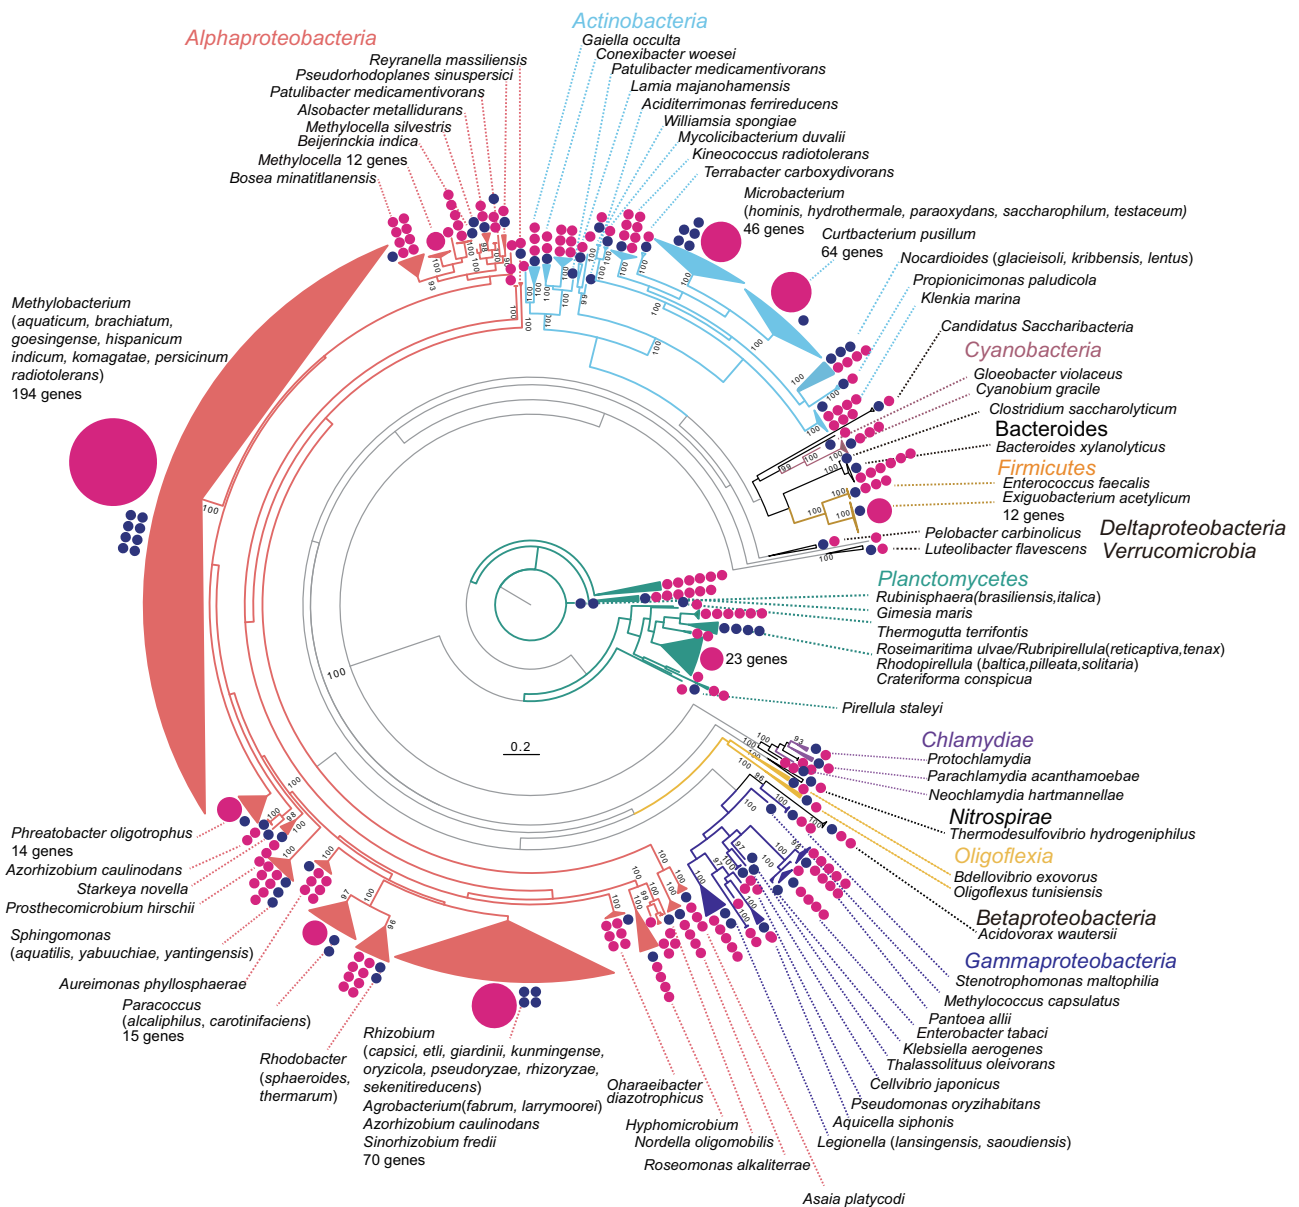 Alphaproteobacteria
Reyranella massiliensis
Pseudorhodoplanes sinuspersici
Patulibacter medicamentivorans
Alsobacter metallidurans
Methylocella silvestris
Beijerinckia indica
Methylocella 12 genes
Bosea minatitlanensis
Actinobacteria
Gaiella occulta
Conexibacter woesei
Patulibacter medicamentivorans
Lamia majanohamensis
Aciditerrimonas ferrireducens
Williamsia spongiae
Mycolicibacterium duvalii
Kineococcus radiotolerans
Terrabacter carboxydivorans
Microbacterium
(hominis, hydrothermale, paraoxydans, saccharophilum, testaceum)
46 genes
Curtbacterium pusillum
64 genes
Nocardioides (glacieisoli, kribbensis, lentus)
Propionicimonas paludicola
Klenkia marina
Candidatus Saccharibacteria
Cyanobacteria
Gloeobacter violaceus
Cyanobium gracile
Clostridium saccharolyticum
Bacteroides
Bacteroides xylanolyticus
Firmicutes
Enterococcus faecalis
Exiguobacterium acetylicum
12 genes
Pelobacter carbinolicus Deltaproteobacteria
Luteolibacter flavescens Verrucomicrobia
Planctomycetes
Rubinisphaera(brasiliensis,italica)
Gimesia maris
Thermogutta terrifontis
Roseimaritima ulvae/Rubripirellula(reticaptiva,tenax)
Rhodopirellula (baltica,pilleata,solitaria)
Crateriforma conspicua
23 genes
Pirellula staleyi
Chlamydiae
Protochlamydia
Parachlamydia acanthamoebae
Neochlamydia hartmannellae
Nitrospirae
Thermodesulfovibrio hydrogeniphilus
Oligoflexia
Bdellovibrio exovorus
Oligoflexus tunisiensis
Betaproteobacteria
Acidovorax wautersii
Gammaproteobacteria
Stenotrophomonas maltophilia
Methylococcus capsulatus
Pantoea allii
Enterobacter tabaci
Klebsiella aerogenes
Thalassolituus oleivorans
Cellvibrio japonicus
Pseudomonas oryzihabitans
Aquicella siphonis
Legionella (lansingensis, saoudiensis)
Methylobacterium
(aquaticum, brachiatum,
goesingense, hispanicum
indicum, komagatae, persicinum
radiotolerans)
194 genes
100
100
0.2
Phreatobacter oligotrophus
14 genes
Azorhizobium caulinodans
Starkeya novella
Prosthecomicrobium hirschii
Sphingomonas
(aquatilis, yabuuchiae, yantingensis)
Aureimonas phyllosphaerae
Paracoccus
(alcaliphilus, carotinifaciens)
15 genes
Rhodobacter
(sphaeroides,
thermarum)
Rhizobium
(capsici, etli, giardinii, kunmingense,
oryzicola, pseudoryzae, rhizoryzae,
sekenitireducens)
Agrobacterium(fabrum, larrymoorei)
Azorhizobium caulinodans
Sinorhizobium fredii
70 genes
Oharaeibacter
diazotrophicus
Hyphomicrobium
Nordella oligomobilis
Roseomonas alkaliterrae
Asaia platycodi